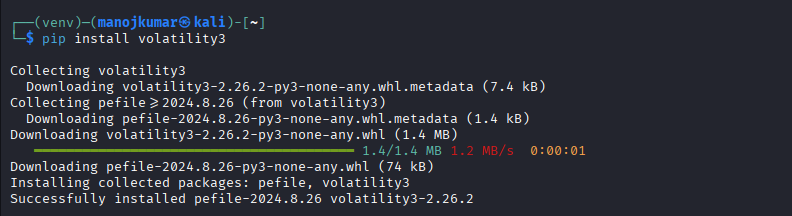 ┌──(venv)─(manojkumar㉿kali)-[~]
└─$ pip install volatility3
Collecting volatility3
  Downloading volatility3-2.26.2-py3-none-any.whl.metadata (7.4 kB)
Collecting pefile≥2024.8.26 (from volatility3)
  Downloading pefile-2024.8.26-py3-none-any.whl.metadata (1.4 kB)
Downloading volatility3-2.26.2-py3-none-any.whl (1.4 MB)
   ━━━━━━━━━━━━━━━━━━━━━━━━━━━━━━━━━━━━━━━━ 1.4/1.4 MB 1.2 MB/s  0:00:01
Downloading pefile-2024.8.26-py3-none-any.whl (74 kB)
Installing collected packages: pefile, volatility3
Successfully installed pefile-2024.8.26 volatility3-2.26.2